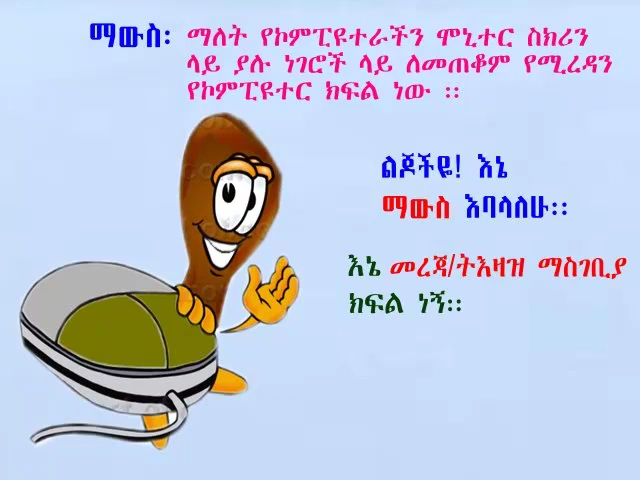 ማውስ፡ ማለት የኮምፒዩተራችን ሞኒተር ስክሪን
ላይ ያሉ ነገሮች ላይ ለመጠቆም የሚረዳን
የኮምፒዩተር ክፍል ነው ፡፡
ልጆችዬ! እኔ
ማውስ እባላለሁ፡፡
እኔ መረጃ/ትእዛዝ ማስገቢያ
ክፍል ነኝ፡፡